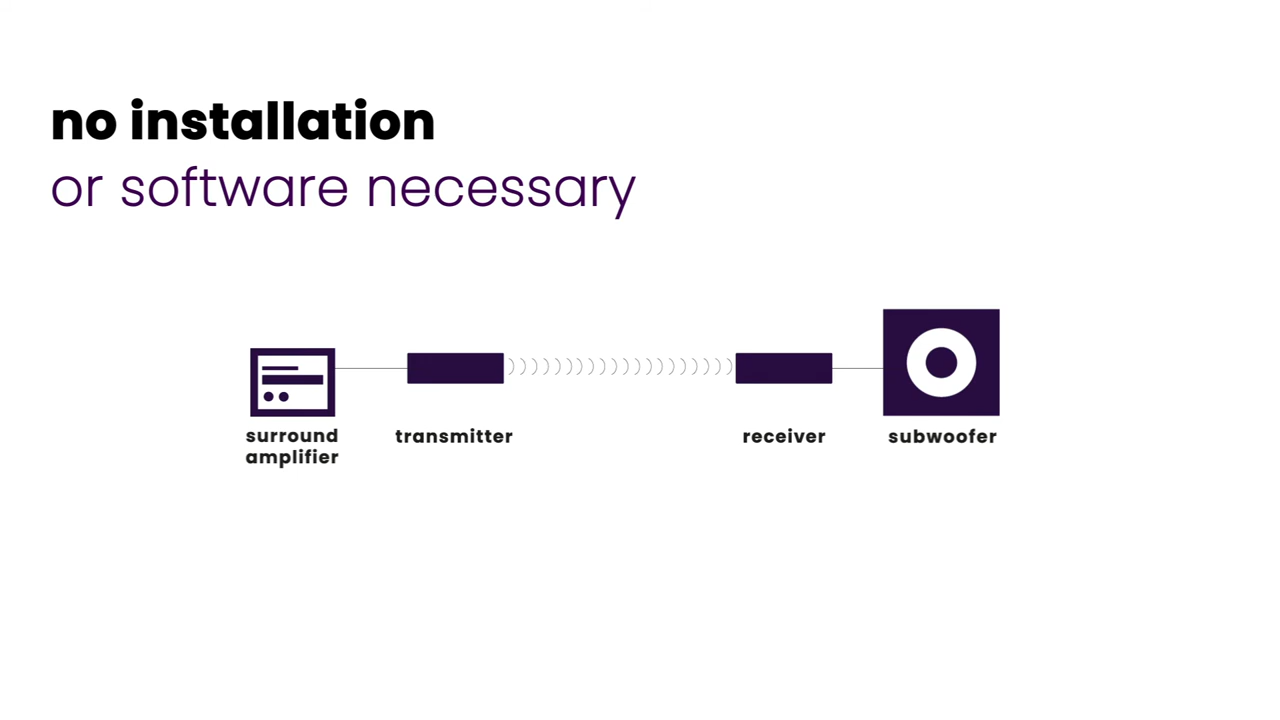 no installation
or software necessary
surround
amplifier
transmitter
receiver
subwoofer